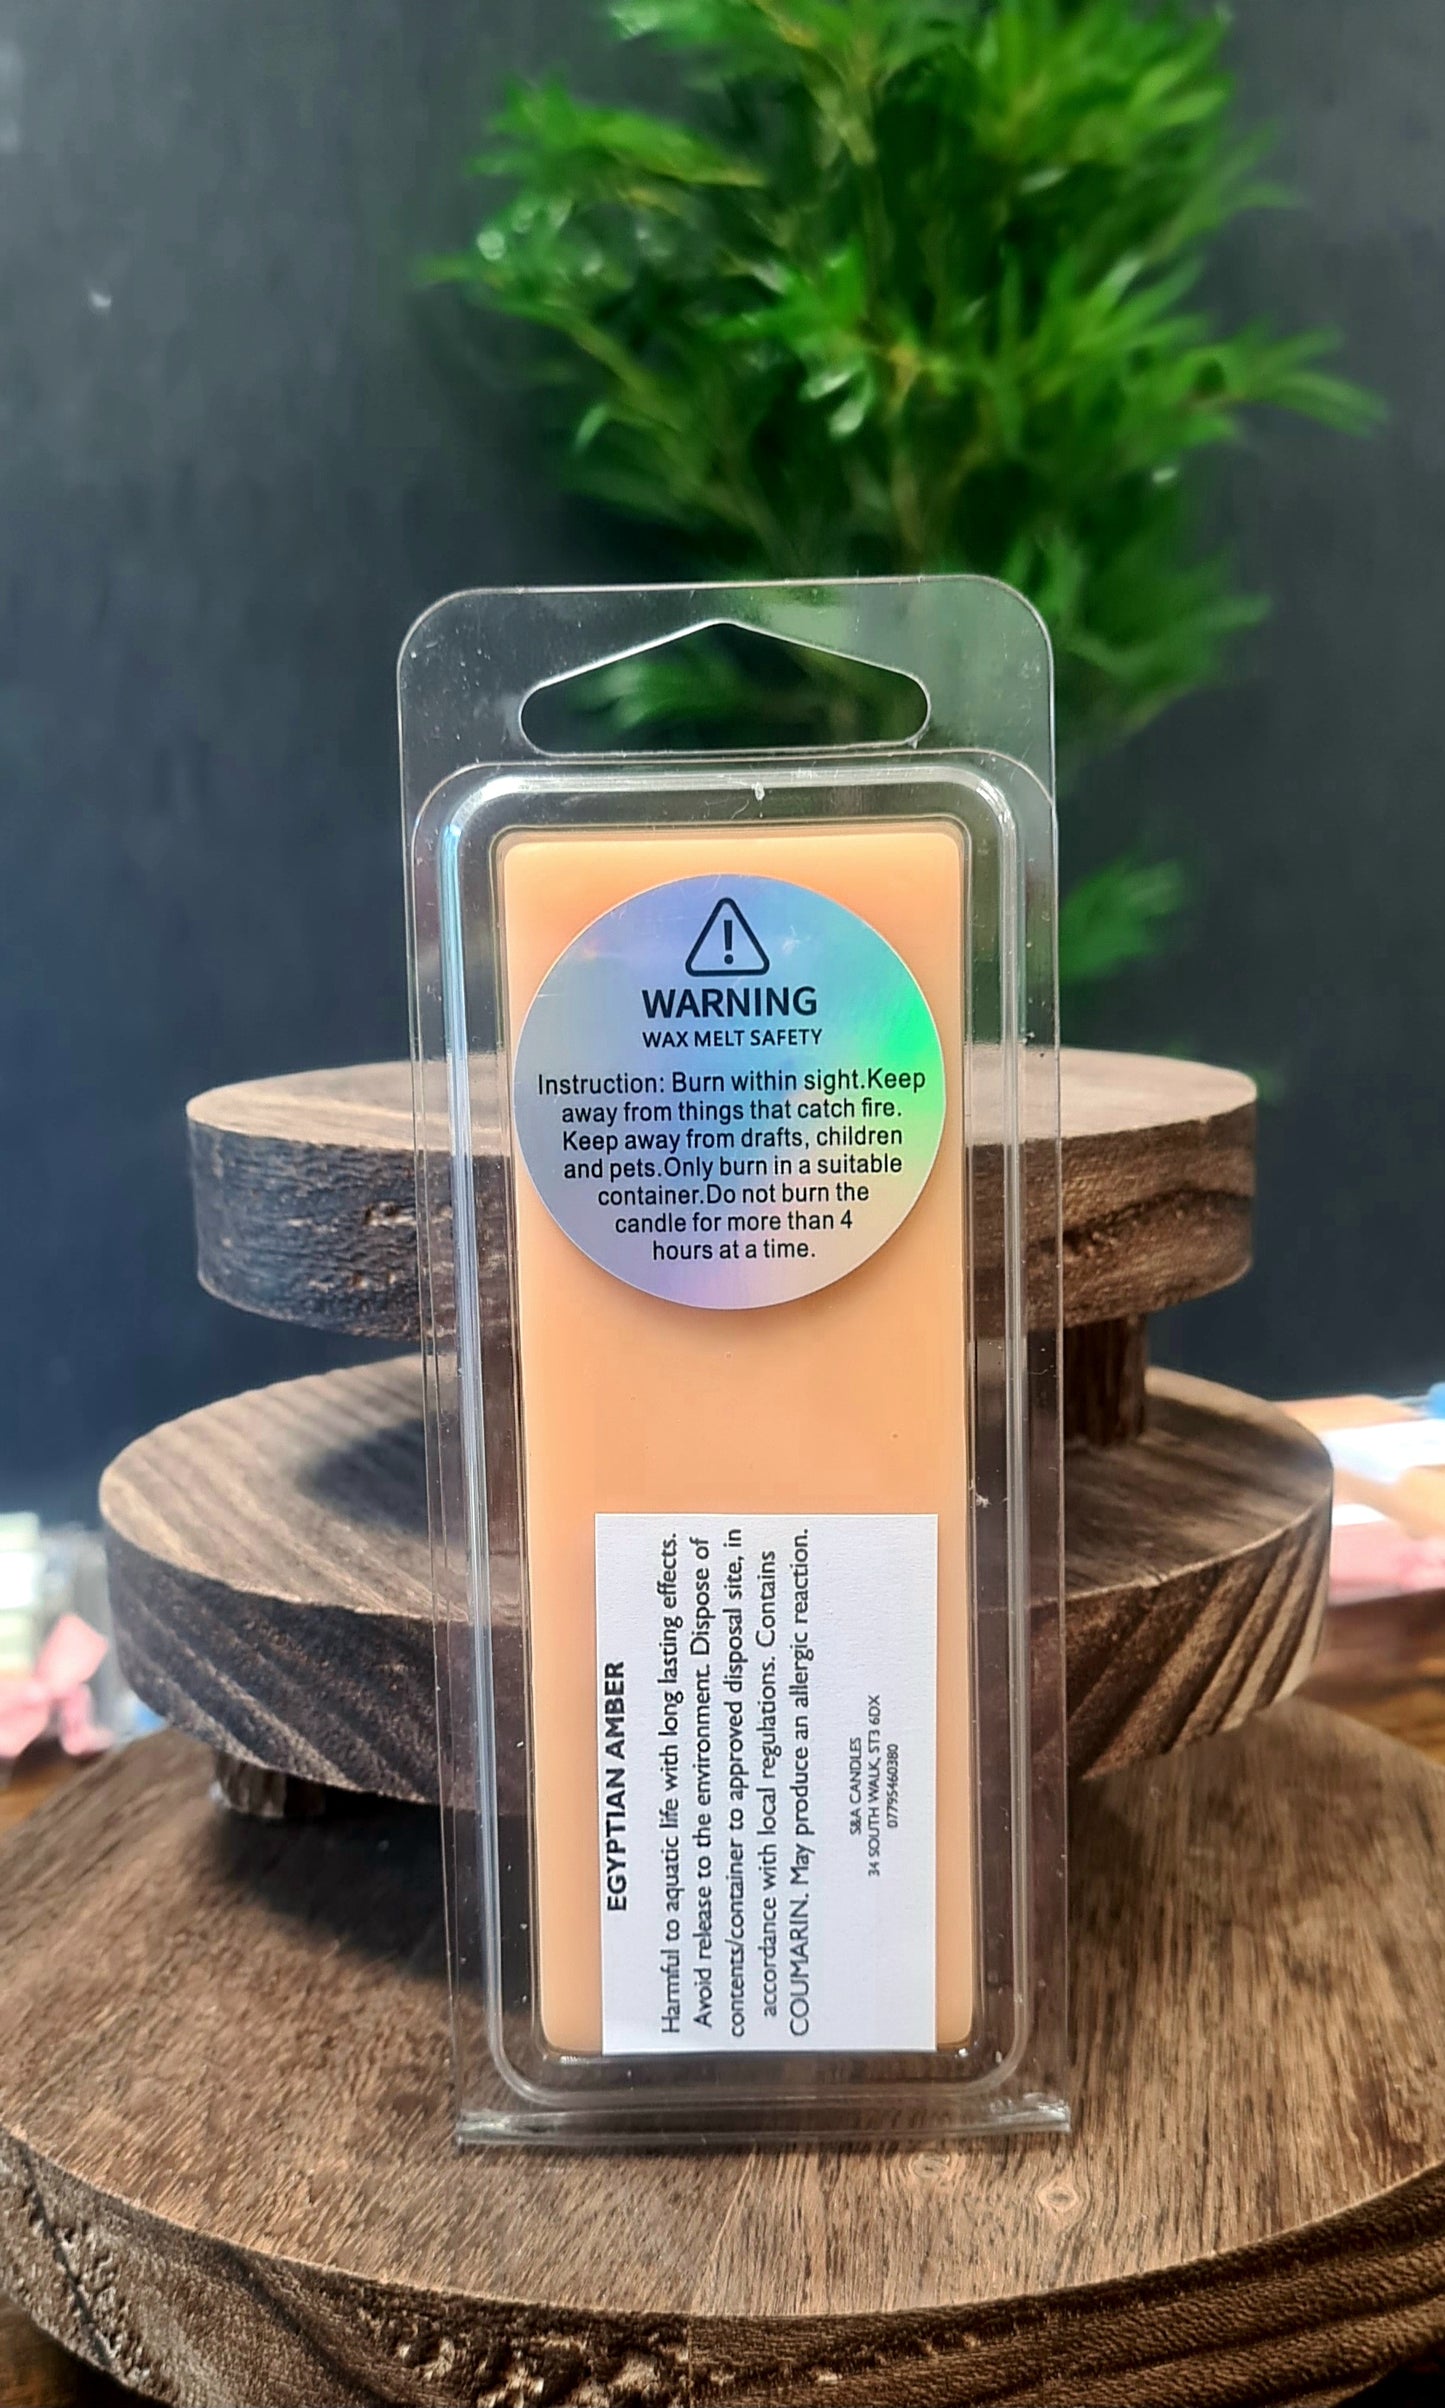 !
WARNING
WAX MELT SAFETY
Instruction: Burn within sight.Keep
away from things that catch fire.
Keep away from drafts, children
and pets.Only burn in a suitable
container.Do not burn the
candle for more than 4
hours at a time.
EGYPTIAN AMBER
Harmful to aquatic life with long lasting effects.
Avoid release to the environment. Dispose of
contents/container to approved disposal site, in
accordance with local regulations. Contains
COUMARIN. May produce an allergic reaction.
S&A CANDLES
34 SOUTH WALK, ST3 6DX
07795460380